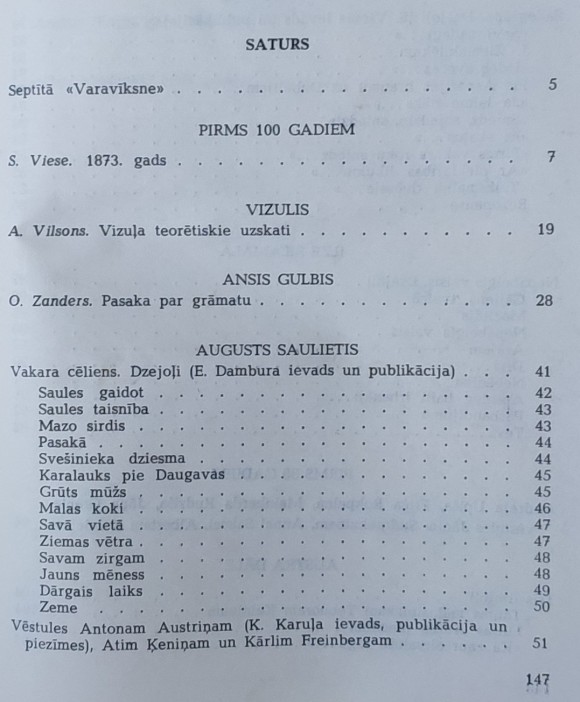 SATURS
Septītā «Varavīksne» . . . . . . . . . . . . . . . . . 5
PIRMS 100 GADIEM
S. Viese. 1873. gads . . . . . . . . . . . . . . . . . 7
VIZULIS
A. Vilsons. Vizuļa teorētiskie uzskati . . . . . . . . . . . 19
ANSIS GULBIS
O. Zanders. Pasaka par grāmatu . . . . . . . . . . . . . 28
AUGUSTS SAULIETIS
Vakara cēliens. Dzejoļi (E. Dambura ievads un publikācija) . . . 41
Saules gaidot . . . . . . . . . . . . . . . . . 42
Saules taisnība . . . . . . . . . . . . . . . . . 43
Mazo sirdis . . . . . . . . . . . . . . . . . . 43
Pasakā . . . . . . . . . . . . . . . . . . . 44
Svešinieka dziesma . . . . . . . . . . . . . . . 44
Karalauks pie Daugavas . . . . . . . . . . . . . 45
Grūts mūžs . . . . . . . . . . . . . . . . . . 45
Malas koki . . . . . . . . . . . . . . . . . . 46
Savā vietā . . . . . . . . . . . . . . . . . . 47
Ziemas vētra . . . . . . . . . . . . . . . . . 47
Savam zirgam . . . . . . . . . . . . . . . . . 48
Jauns mēness . . . . . . . . . . . . . . . . . 48
Dārgais laiks . . . . . . . . . . . . . . . . . 49
Zeme . . . . . . . . . . . . . . . . . . . . 50
Vēstules Antonam Austriņam (K. Karuļa ievads, publikācija un
piezīmes), Atim Ķeniņam un Kārlim Freinbergam . . . . . . 51
147